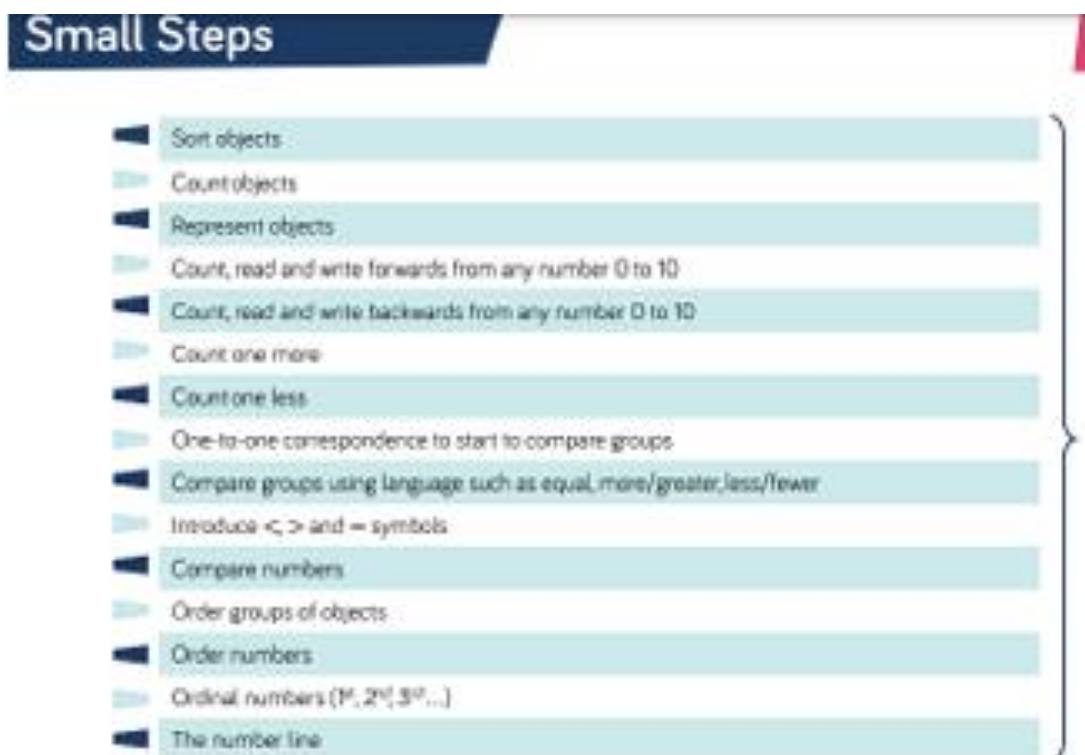 Small Steps
Sort objects
Count objects
Represent objects
Count, read and write forwards from any number 0 to 10
Count, read and write backwards from any number 0 to 10
Count one more
Count one less
One-to-one correspondence to start to compare groups
Compare groups using language such as equal, more/greater, less/fewer
Introduce <, > and = symbols
Compare numbers
Order groups of objects
Order numbers
Ordinal numbers (1st, 2nd, 3rd...)
The number line